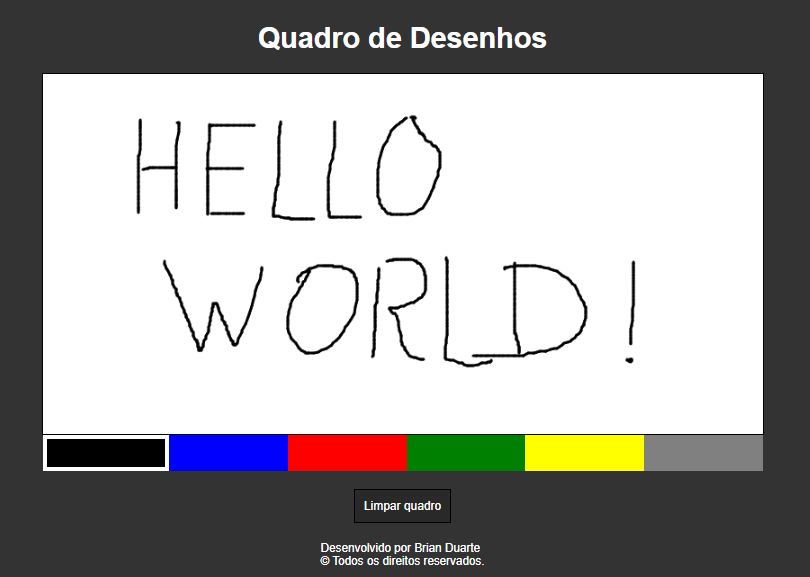 Quadro de Desenhos
HELLO
WORLD!
Limpar quadro
Desenvolvido por Brian Duarte
© Todos os direitos reservados.